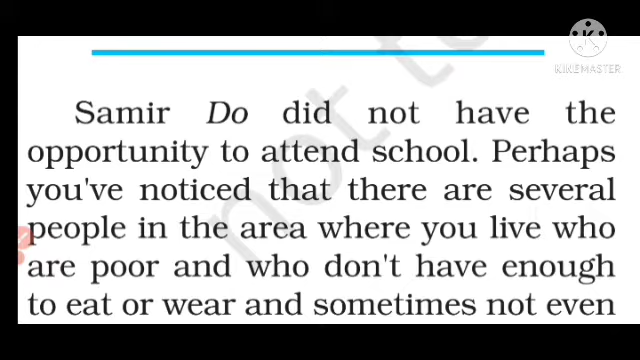 KINEMASTER
Samir Do did not have the
opportunity to attend school. Perhaps
you've noticed that there are several
people in the area where you live who
are poor and who don't have enough
to eat or wear and sometimes not even
not to